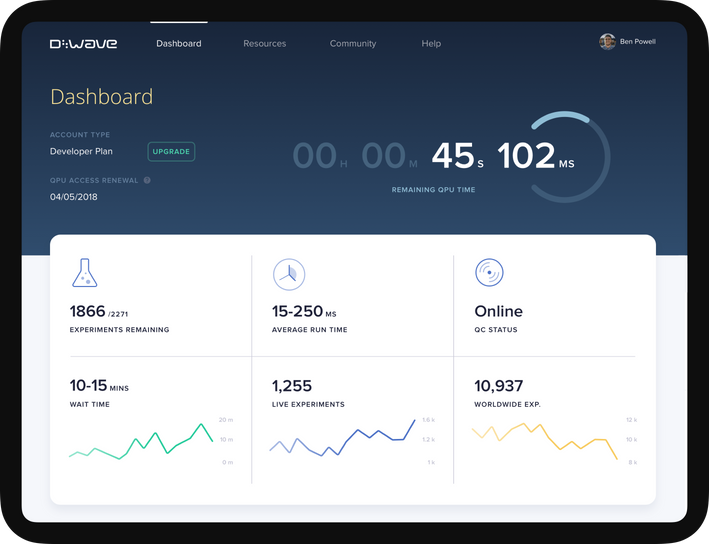 D:wave
Dashboard Resources Community Help
Ben Powell
Dashboard
ACCOUNT TYPE
Developer Plan UPGRADE
QPU ACCESS RENEWAL ?
04/05/2018
00 H 00 M 45 S 102 MS
REMAINING QPU TIME
1866 /2271
EXPERIMENTS REMAINING
15-250 MS
AVERAGE RUN TIME
Online
QC STATUS
10-15 MINS
WAIT TIME
20 m
10 m
0 m
1,255
LIVE EXPERIMENTS
1.6 k
1.2 k
1 k
10,937
WORLDWIDE EXP.
12 k
10 k
8 k